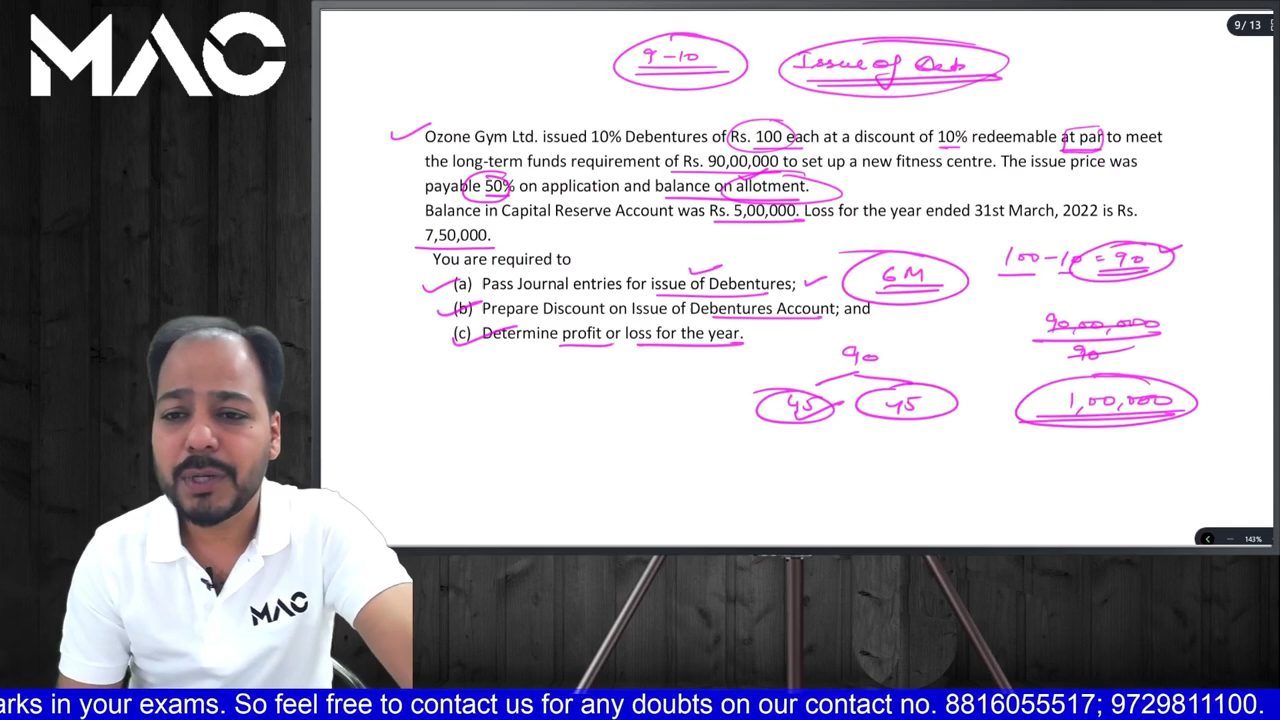 MAC
9/13
9-10
Issue of Deb
Ozone Gym Ltd. issued 10% Debentures of Rs. 100 each at a discount of 10% redeemable at par to meet
the long-term funds requirement of Rs. 90,00,000 to set up a new fitness centre. The issue price was
payable 50% on application and balance on allotment.
Balance in Capital Reserve Account was Rs. 5,00,000. Loss for the year ended 31st March, 2022 is Rs.
7,50,000.
You are required to
(a) Pass Journal entries for issue of Debentures;
(b) Prepare Discount on Issue of Debentures Account; and
(c) Determine profit or loss for the year.
6M
100-10=90
90,00,000
90
1,00,000
90
45
45
MAC
143%
arks in your exams. So feel free to contact us for any doubts on our contact no. 8816055517; 9729811100.